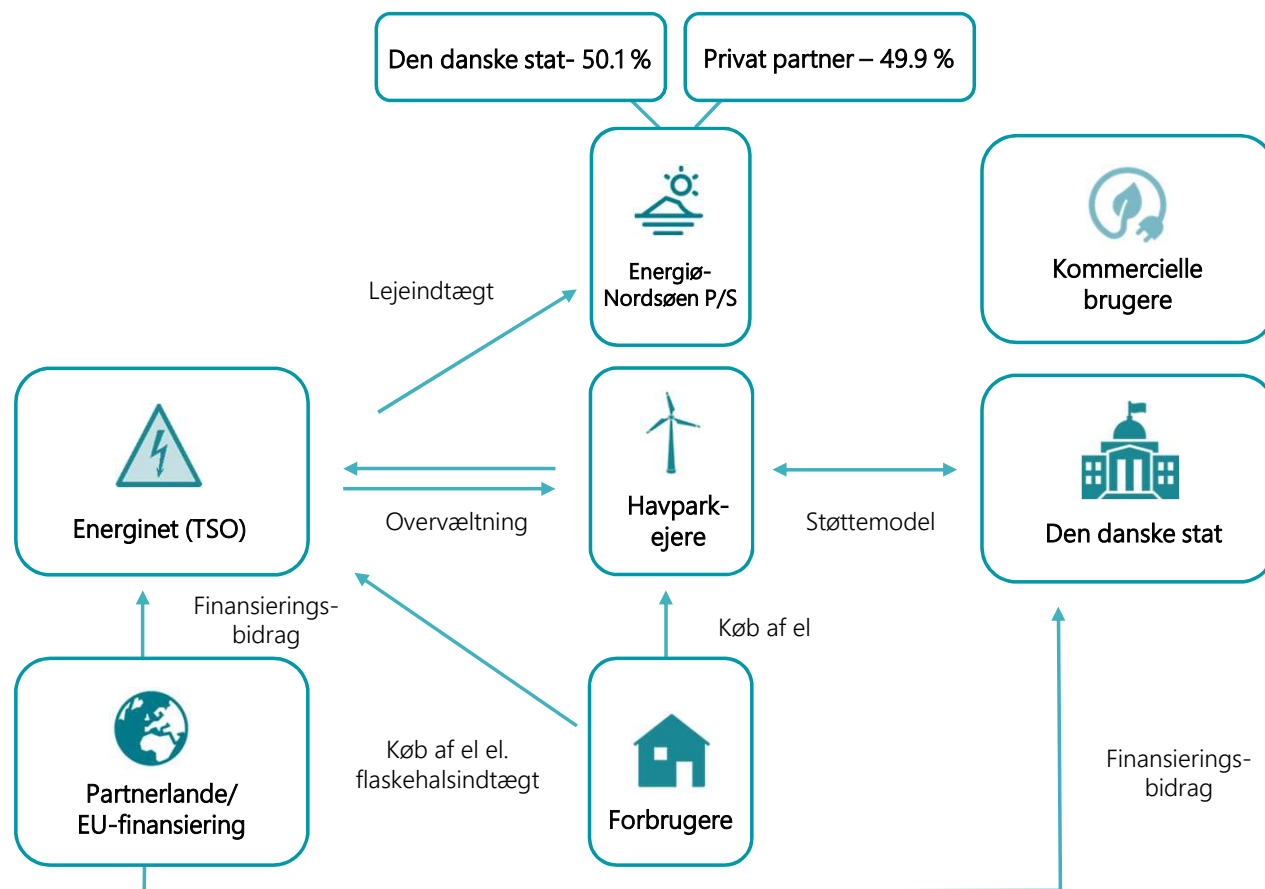 Den danske stat- 50.1 %
Privat partner – 49.9 %
Energiø-
Nordsøen P/S
Kommercielle
brugere
Lejeindtægt
Energinet (TSO)
Overvæltning
Havpark-
ejere
Støttemodel
Den danske stat
Finansierings-
bidrag
Køb af el
Partnerlande/
EU-finansiering
Køb af el el.
flaskehalsindtægt
Forbrugere
Finansierings-
bidrag